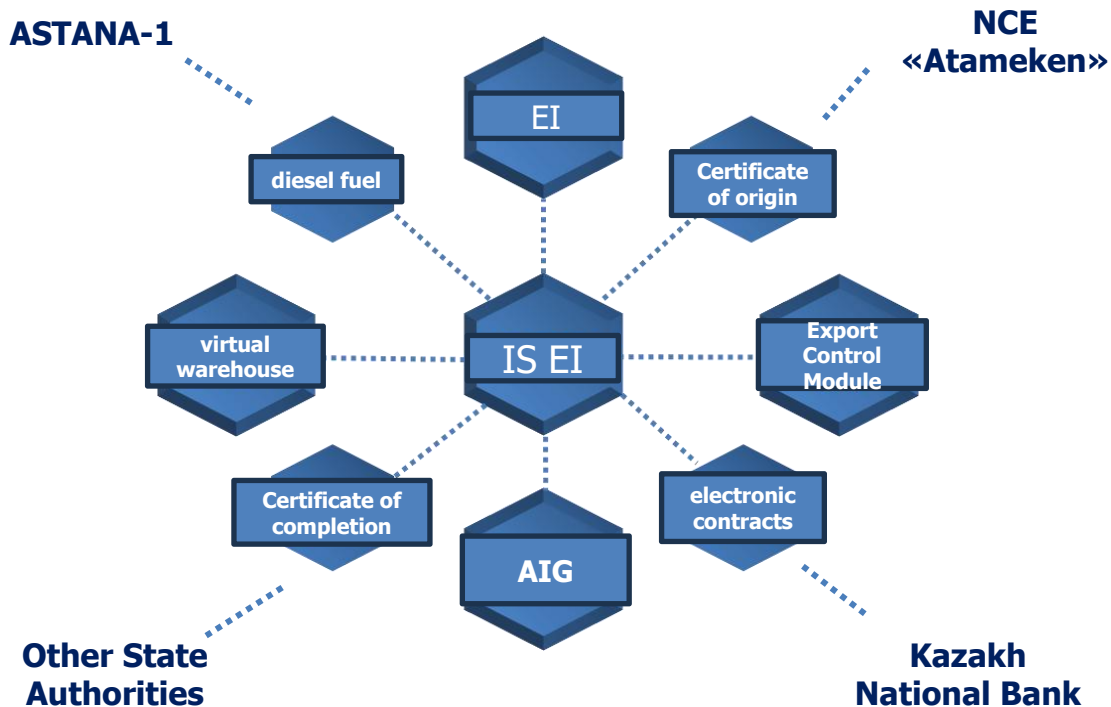 ASTANA-1
NCE
«Atameken»
EI
diesel fuel
Certificate
of origin
virtual
warehouse
IS EI
Export
Control
Module
Certificate of
completion
AIG
electronic
contracts
Other State
Authorities
Kazakh
National Bank